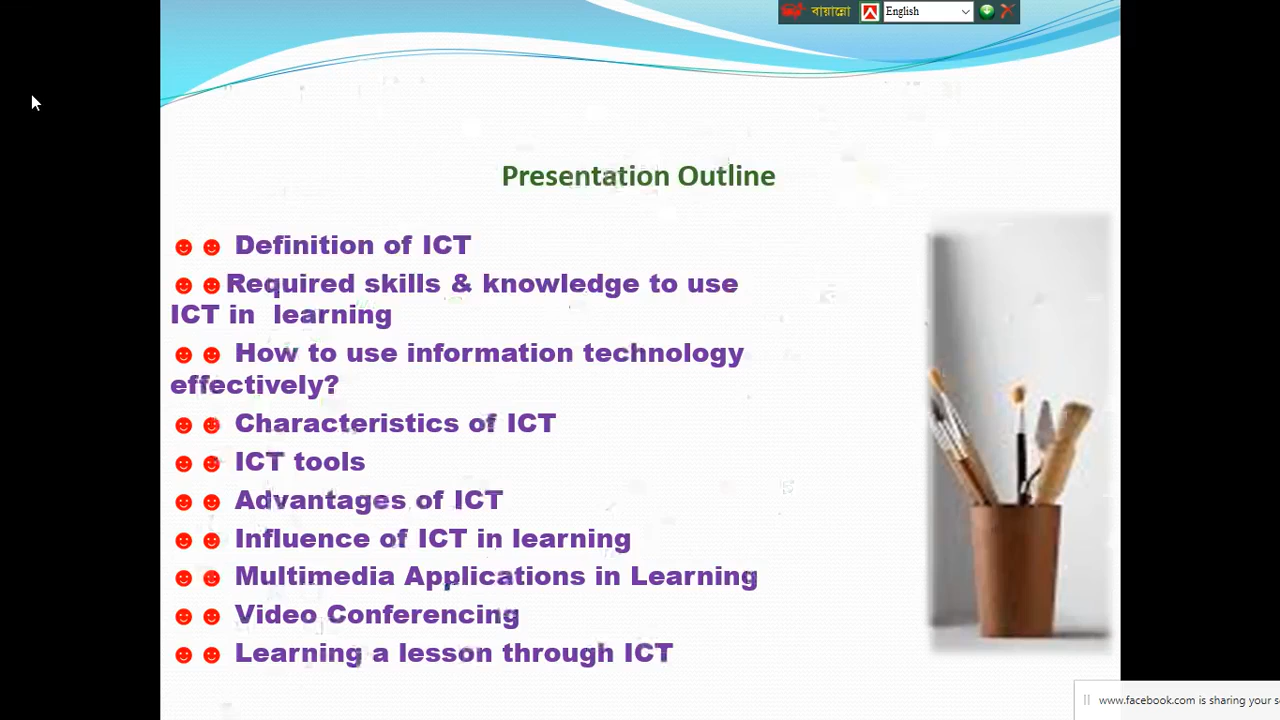 বায়ান্নো English
Presentation Outline
☻☻ Definition of ICT
☻☻Required skills & knowledge to use
ICT in learning
☻☻ How to use information technology
effectively?
☻☻ Characteristics of ICT
☻☻ ICT tools
☻☻ Advantages of ICT
☻☻ Influence of ICT in learning
☻☻ Multimedia Applications in Learning
☻☻ Video Conferencing
☻☻ Learning a lesson through ICT
www.facebook.com is sharing your s